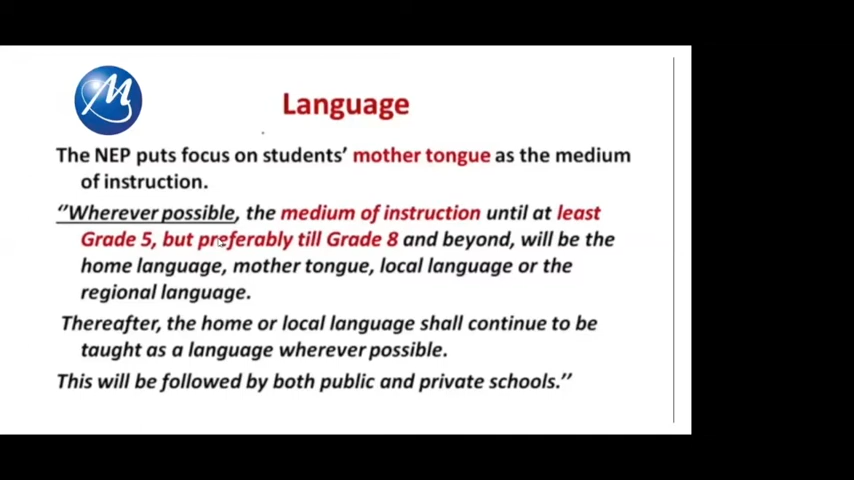 M
Language
The NEP puts focus on students’ mother tongue as the medium
of instruction.
‘’Wherever possible, the medium of instruction until at least
Grade 5, but preferably till Grade 8 and beyond, will be the
home language, mother tongue, local language or the
regional language.
Thereafter, the home or local language shall continue to be
taught as a language wherever possible.
This will be followed by both public and private schools.’’